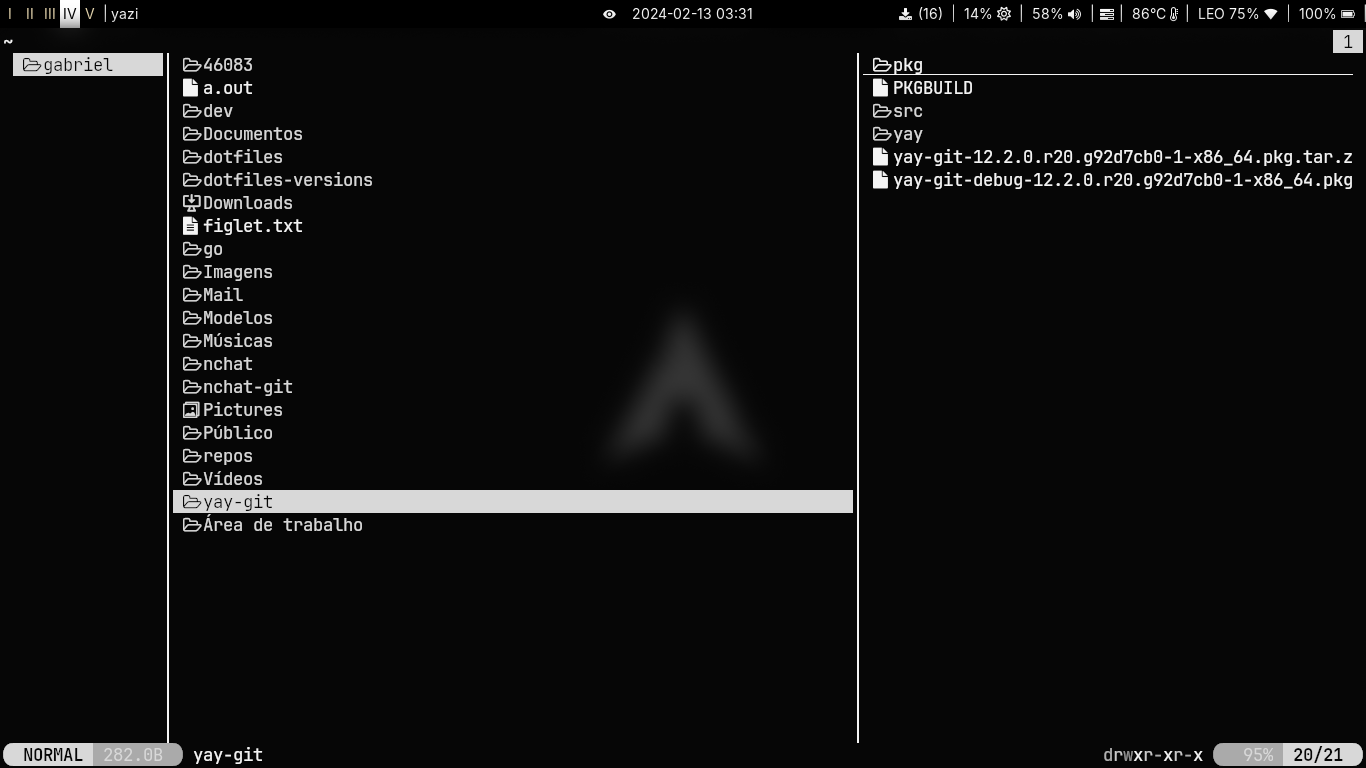 I II III IV V | yazi 2024-02-13 03:31 (16) | 14% | 58% | | 86°C | LEO 75% | 100%
~ 1
gabriel
46083
a.out
dev
Documentos
dotfiles
dotfiles-versions
Downloads
figlet.txt
go
Imagens
Mail
Modelos
Músicas
nchat
nchat-git
Pictures
Público
repos
Vídeos
yay-git
Área de trabalho
pkg
PKGBUILD
src
yay
yay-git-12.2.0.r20.g92d7cb0-1-x86_64.pkg.tar.z
yay-git-debug-12.2.0.r20.g92d7cb0-1-x86_64.pkg
NORMAL 282.0B yay-git drwxr-xr-x 95% 20/21